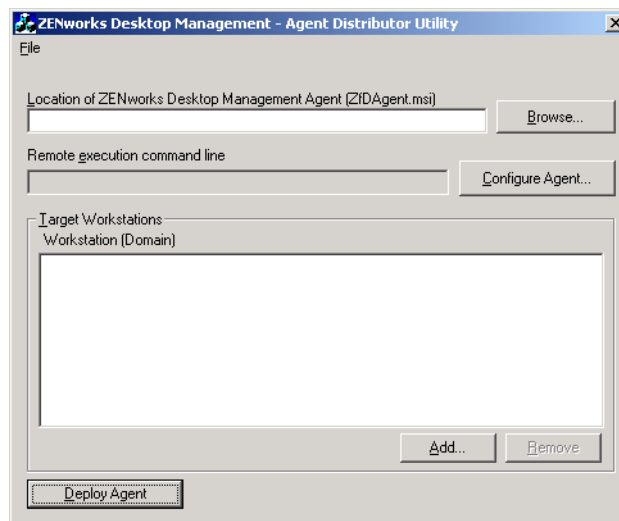 ZENworks Desktop Management - Agent Distributor Utility
File
Location of ZENworks Desktop Management Agent (ZfDAgent.msi)
Browse...
Remote execution command line
Configure Agent...
Target Workstations
Workstation (Domain)
Add...
Remove
Deploy Agent